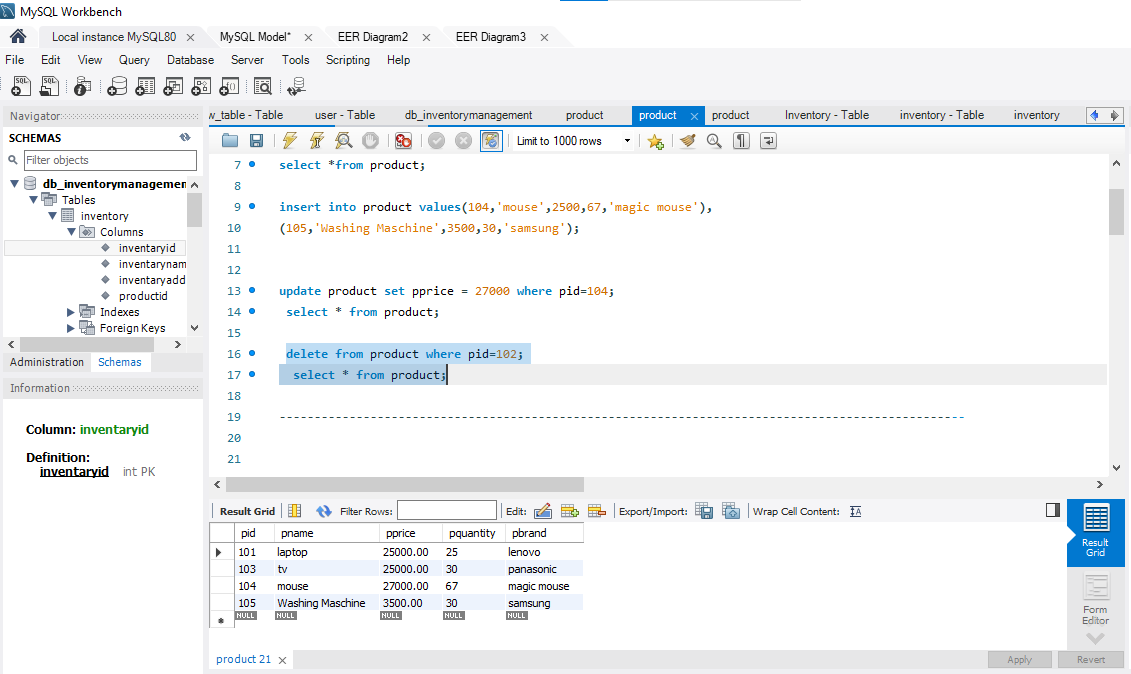 MySQL Workbench
Local instance MySQL80 MySQL Model* EER Diagram2 EER Diagram3
File Edit View Query Database Server Tools Scripting Help
Navigator
w_table - Table user - Table db_inventorymanagement product product product Inventory - Table inventory - Table inventory
SCHEMAS
Limit to 1000 rows
Filter objects
db_inventorymanagemen
Tables
inventory
Columns
inventaryid
inventarynam
inventaryadd
productid
Indexes
Foreign Keys
Administration Schemas
Information
Column: inventaryid
Definition:
inventaryid int PK
7 select *from product;
8
9 insert into product values(104,'mouse',2500,67,'magic mouse'),
10 (105,'Washing Maschine',3500,30,'samsung');
11
12
13 update product set pprice = 27000 where pid=104;
14 select * from product;
15
16 delete from product where pid=102;
17 select * from product;
18
19 --------------------------------------------------------------------------------------------------
20
21
Result Grid Filter Rows: Edit: Export/Import: Wrap Cell Content:
pid pname pprice pquantity pbrand
101 laptop 25000.00 25 lenovo
103 tv 25000.00 30 panasonic
104 mouse 27000.00 67 magic mouse
105 Washing Maschine 3500.00 30 samsung
NULL NULL NULL NULL NULL
Result
Grid
Form
Editor
product 21
Apply Revert